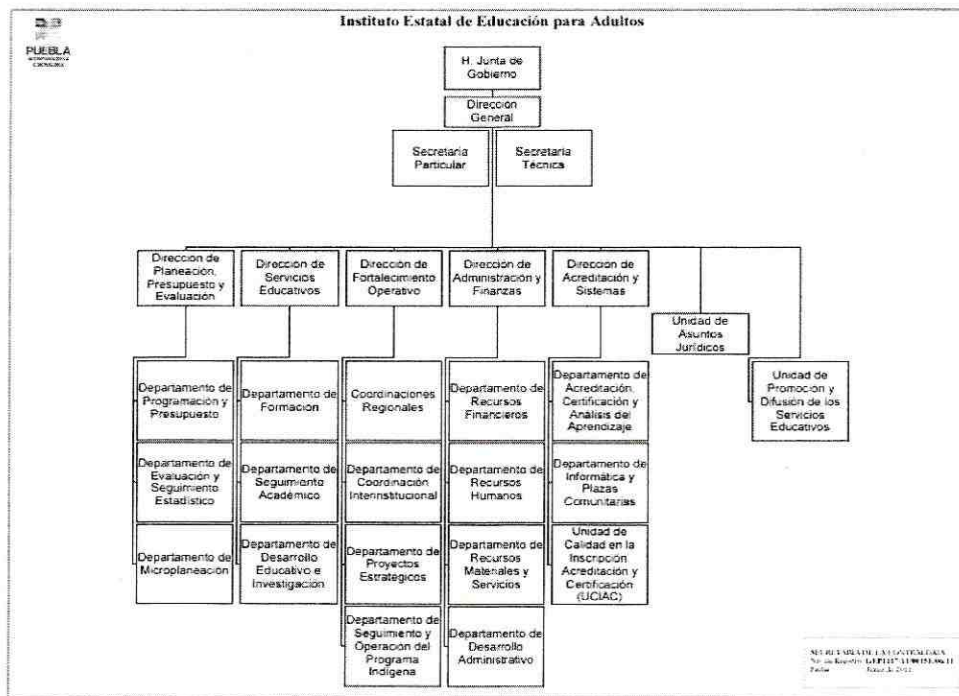 Instituto Estatal de Educación para Adultos
PUEBLA
H. Junta de
Gobierno
Dirección
General
Secretaria
Particular
Secretaria
Técnica
Dirección de
Planeación,
Presupuesto y
Evaluación
Dirección de
Servicios
Educativos
Dirección de
Fortalecimiento
Operativo
Dirección de
Administración y
Finanzas
Dirección de
Acreditación y
Sistemas
Unidad de
Asuntos
Jurídicos
Unidad de
Promoción y
Difusión de los
Servicios
Educativos
Departamento de
Programación y
Presupuesto
Departamento de
Evaluación y
Seguimiento
Estadístico
Departamento de
Microplaneación
Departamento de
Formación
Departamento de
Seguimiento
Académico
Departamento de
Desarrollo
Educativo e
Investigación
Coordinaciones
Regionales
Departamento de
Coordinación
Interinstitucional
Departamento de
Proyectos
Estratégicos
Departamento de
Seguimiento y
Operación del
Programa
Indígena
Departamento de
Recursos
Financieros
Departamento de
Recursos
Humanos
Departamento de
Recursos
Materiales y
Servicios
Departamento de
Desarrollo
Administrativo
Departamento de
Acreditación,
Certificación y
Análisis del
Aprendizaje
Departamento de
Informática y
Plazas
Comunitarias
Unidad de
Calidad en la
Inscripción
Acreditación y
Certificación
(UCIAC)
SECRETARIA DE LA CONTRALORIA